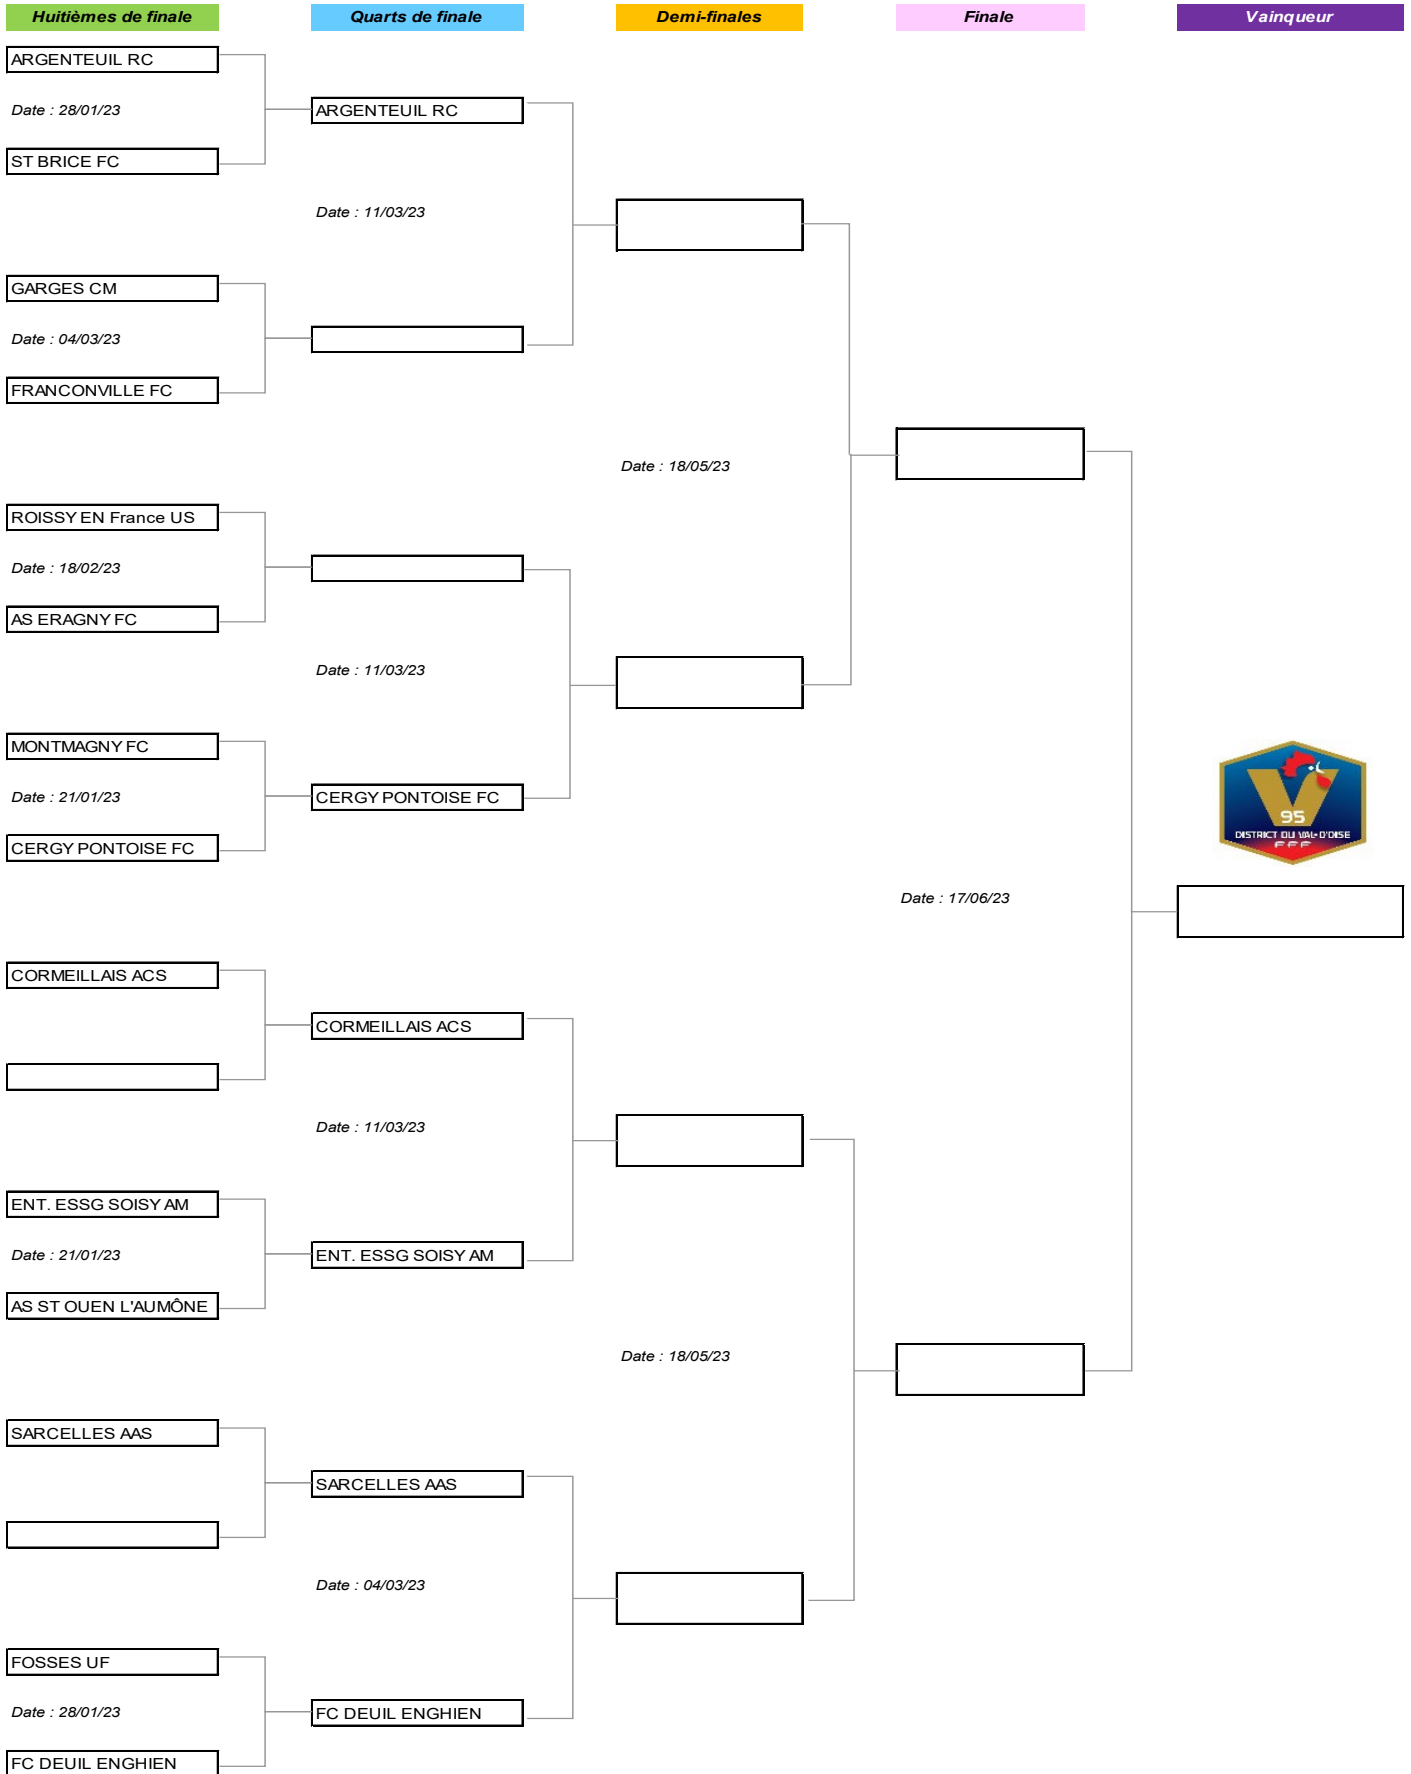 Huitièmes de finale
Quarts de finale
Demi-finales
Finale
Vainqueur
ARGENTEUIL RC
Date : 28/01/23
ARGENTEUIL RC
ST BRICE FC
Date : 11/03/23
GARGES CM
Date : 04/03/23
FRANCONVILLE FC
Date : 18/05/23
ROISSY EN France US
Date : 18/02/23
AS ERAGNY FC
Date : 11/03/23
MONTMAGNY FC
Date : 21/01/23
CERGY PONTOISE FC
CERGY PONTOISE FC
95
DISTRICT DU VAL-D'OISE
FFF
Date : 17/06/23
CORMEILLAIS ACS
CORMEILLAIS ACS
Date : 11/03/23
ENT. ESSG SOISY AM
Date : 21/01/23
ENT. ESSG SOISY AM
AS ST OUEN L'AUMÔNE
Date : 18/05/23
SARCELLES AAS
SARCELLES AAS
Date : 04/03/23
FOSSES UF
Date : 28/01/23
FC DEUIL ENGHIEN
FC DEUIL ENGHIEN